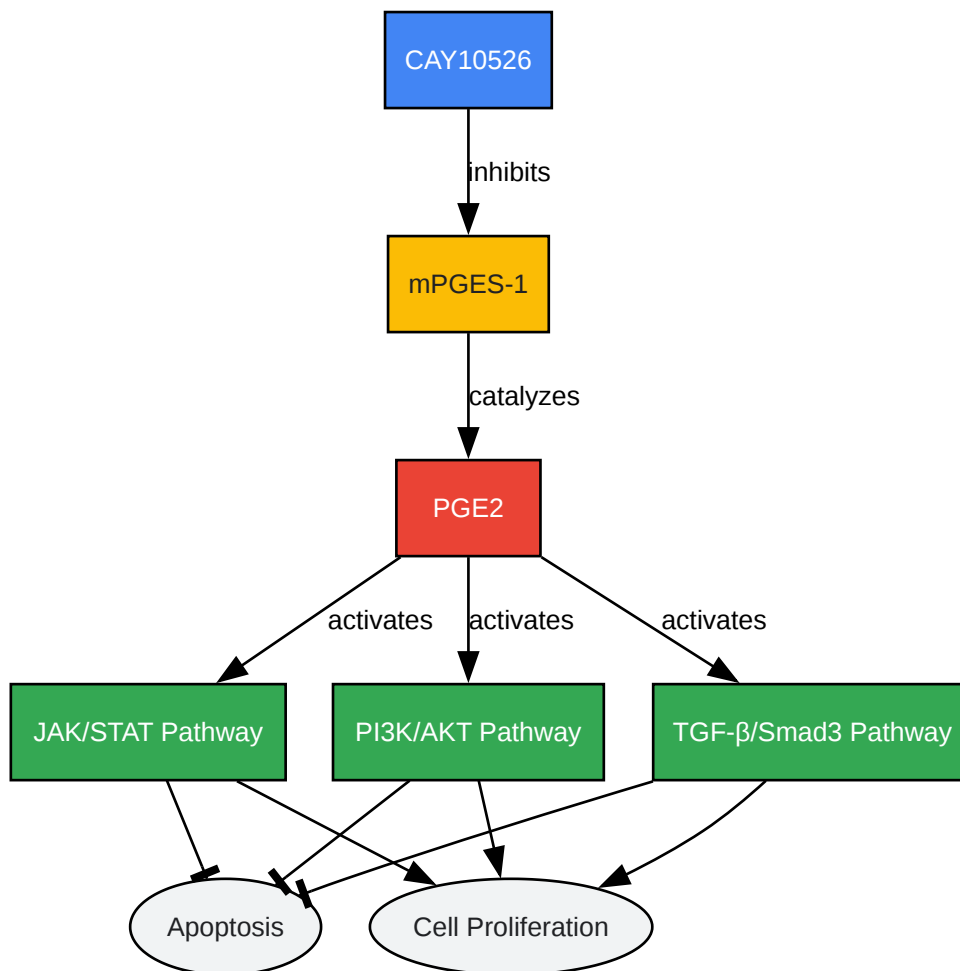 CAY10526
inhibits
mPGES-1
catalyzes
PGE2
activates
activates
activates
JAK/STAT Pathway
PI3K/AKT Pathway
TGF-β/Smad3 Pathway
Apoptosis
Cell Proliferation